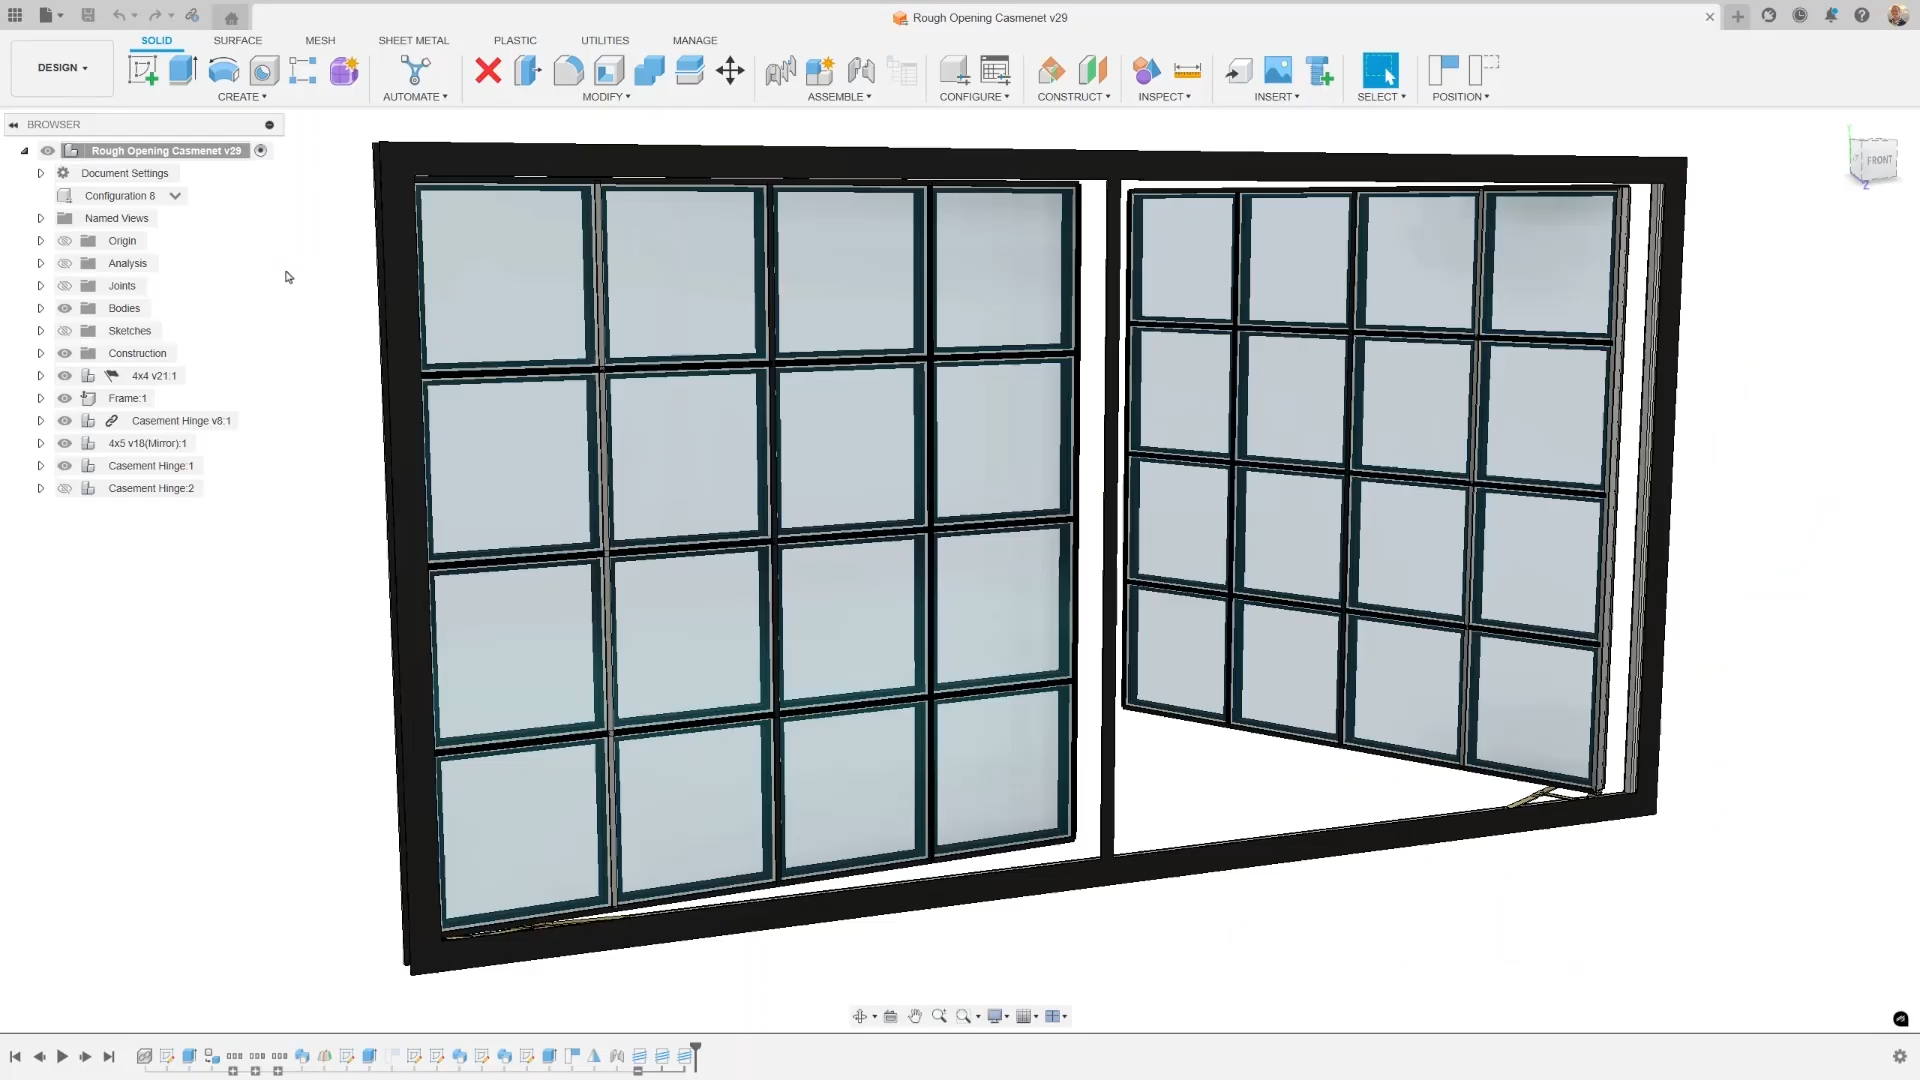 Rough Opening Casmenet v29
DESIGN
SOLID
SURFACE
MESH
SHEET METAL
PLASTIC
UTILITIES
MANAGE
CREATE
AUTOMATE
MODIFY
ASSEMBLE
CONFIGURE
CONSTRUCT
INSPECT
INSERT
SELECT
POSITION
BROWSER
Rough Opening Casmenet v29
Document Settings
Configuration 8
Named Views
Origin
Analysis
Joints
Bodies
Sketches
Construction
4x4 v21:1
Frame:1
Casement Hinge v8:1
4x5 v18(Mirror):1
Casement Hinge:1
Casement Hinge:2
FRONT
Z